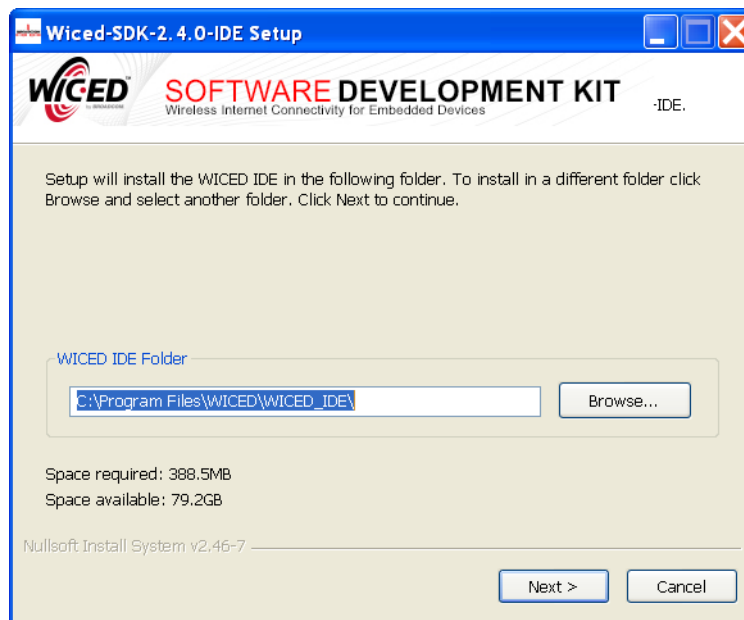 Wiced-SDK-2.4.0-IDE Setup
WICED™ SOFTWARE DEVELOPMENT KIT -IDE.
by BROADCOM Wireless Internet Connectivity for Embedded Devices
Setup will install the WICED IDE in the following folder. To install in a different folder click
Browse and select another folder. Click Next to continue.
WICED IDE Folder
C:\Program Files\WICED\WICED_IDE\ Browse...
Space required: 388.5MB
Space available: 79.2GB
Nullsoft Install System v2.46-7
Next > Cancel